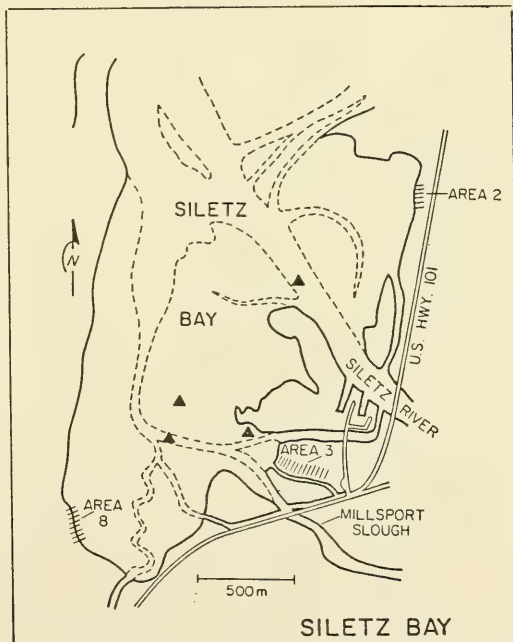 SILETZ
BAY
N
AREA 2
U.S. HWY. 101
SILETZ
RIVER
AREA 3
AREA
8
MILLSPORT
SLOUGH
500m
SILETZ BAY